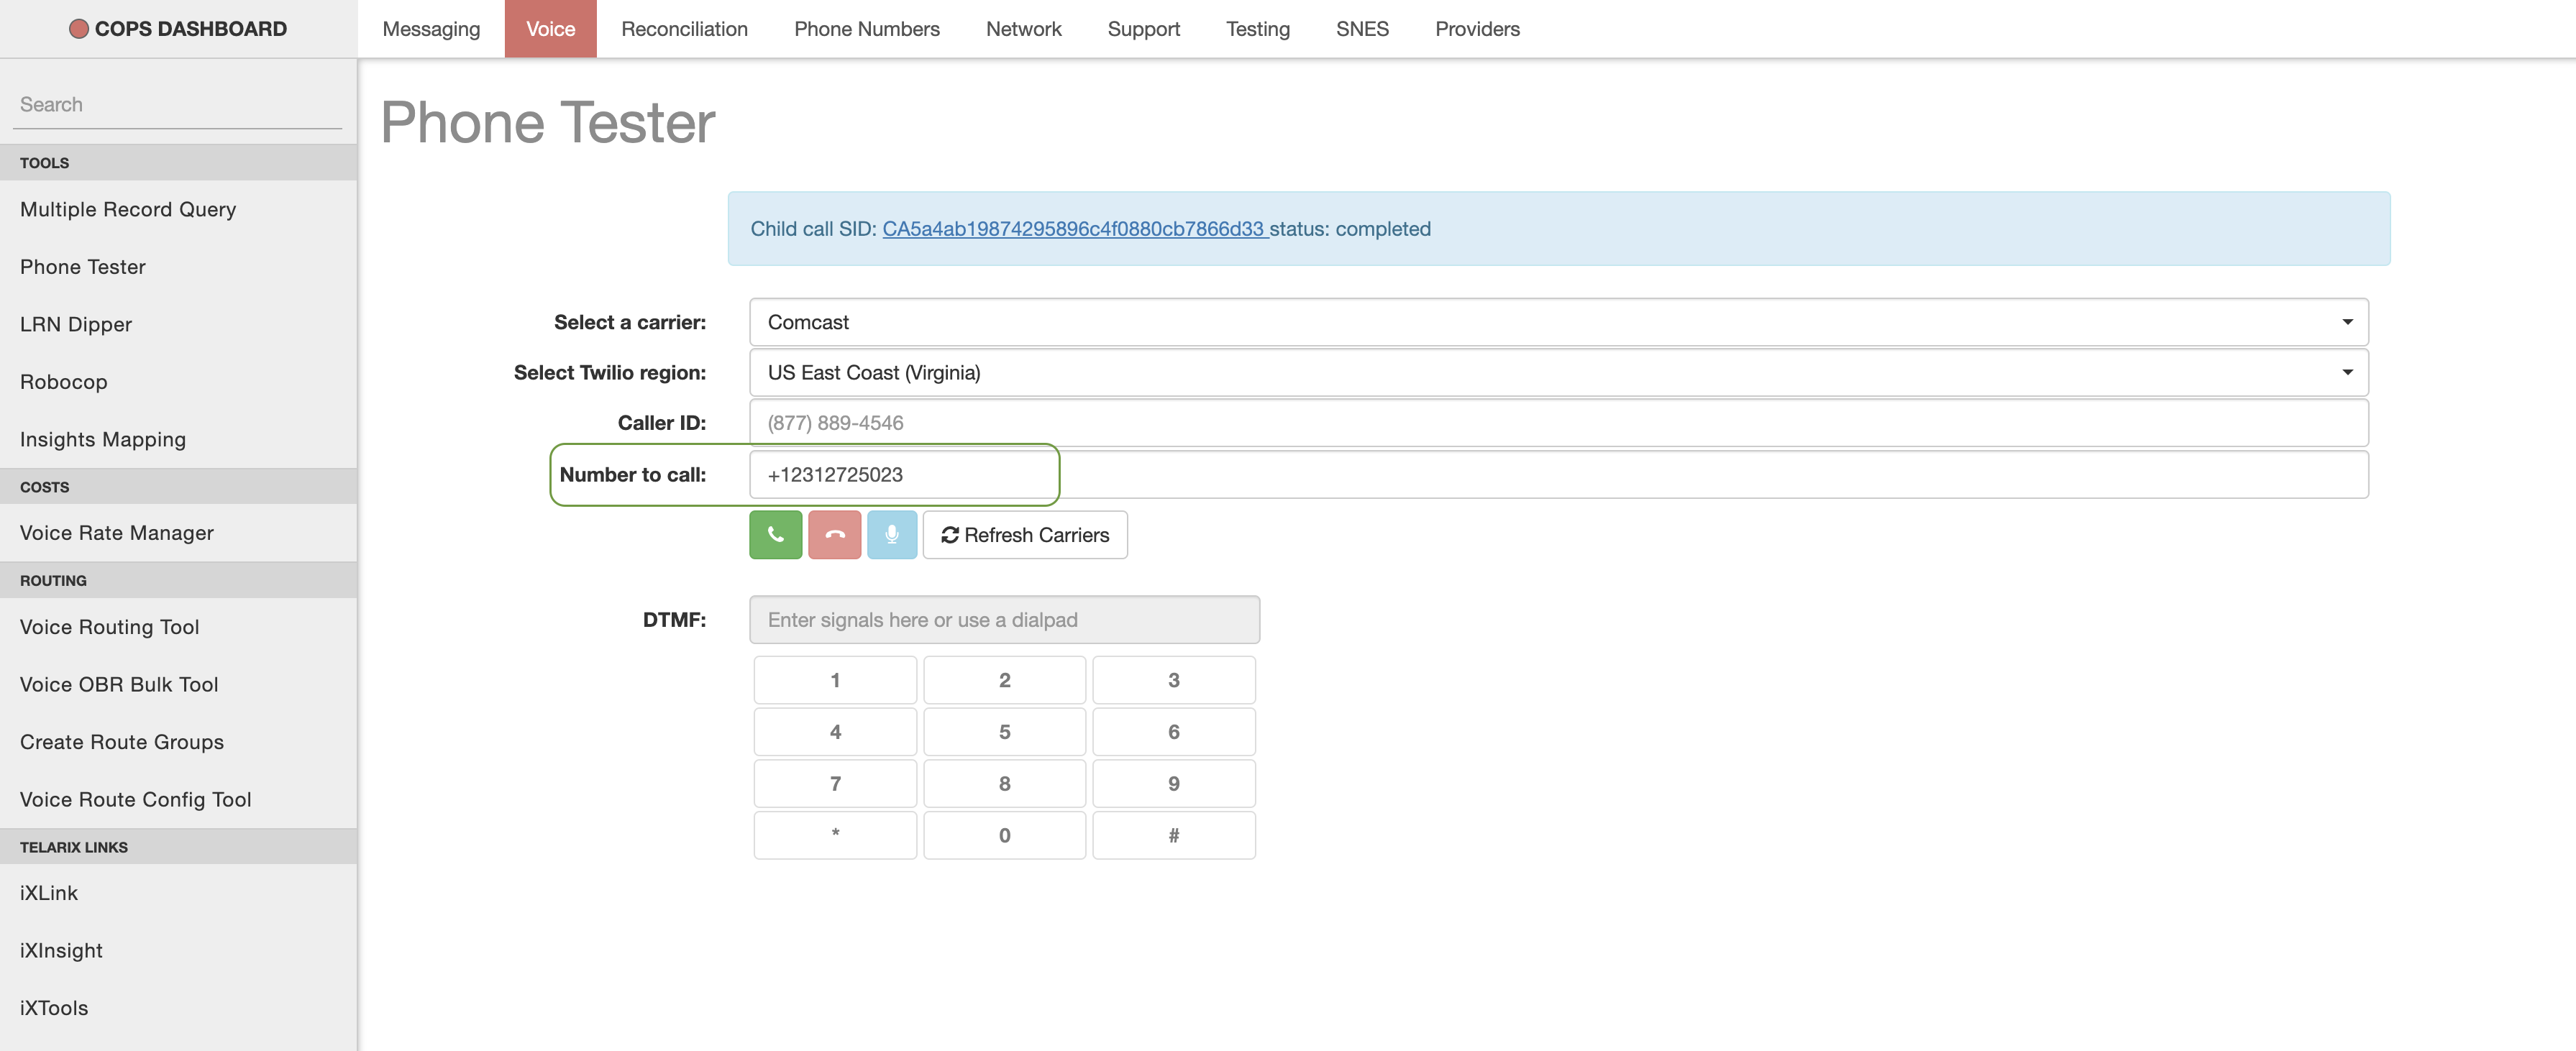 COPS DASHBOARD
Messaging Voice Reconciliation Phone Numbers Network Support Testing SNES Providers
Search
TOOLS
Multiple Record Query
Phone Tester
LRN Dipper
Robocop
Insights Mapping
COSTS
Voice Rate Manager
ROUTING
Voice Routing Tool
Voice OBR Bulk Tool
Create Route Groups
Voice Route Config Tool
TELARIX LINKS
iXLink
iXInsight
iXTools
Phone Tester
Child call SID: CA5a4ab19874295896c4f0880cb7866d33 status: completed
Select a carrier: Comcast
Select Twilio region: US East Coast (Virginia)
Caller ID: (877) 889-4546
Number to call: +12312725023
Refresh Carriers
DTMF: Enter signals here or use a dialpad
1 2 3
4 5 6
7 8 9
* 0 #